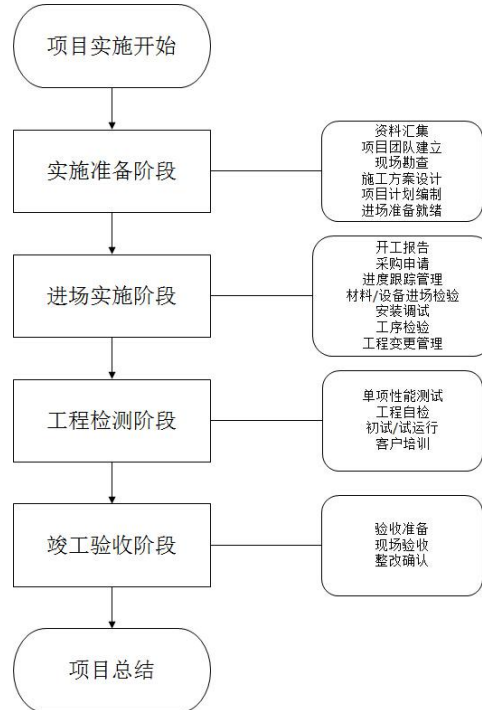 项目实施开始
实施准备阶段
资料汇集
项目团队建立
现场勘查
施工方案设计
项目计划编制
进场准备就绪
进场实施阶段
开工报告
采购申请
进度跟踪管理
材料/设备进场检验
安装调试
工序检验
工程变更管理
工程检测阶段
单项性能测试
工程自检
初试/试运行
客户培训
竣工验收阶段
验收准备
现场验收
整改确认
项目总结